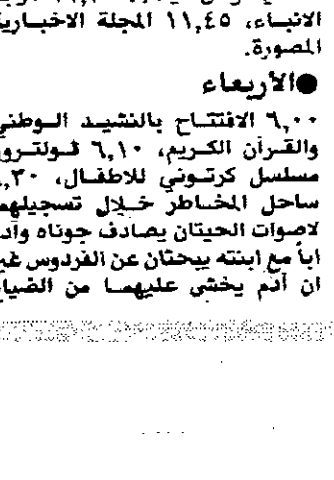 الانباء، ١١,٤٥ المجلة الاخبارية
المصورة.
●الأربعاء
٦,٠٠ الافتتاح بالنشيد الوطني
والقرآن الكريم، ٦,١٠ فولترون
مسلسل كرتوني للاطفال، ٦,٣٠
ساحل المخاطر خلال تسجيلهما
لاصوات الحيتان يصادف جوناه وآدم
اباً مع ابنته يبحثان عن الفردوس غير
ان آدم يخشى عليهما من الضياع